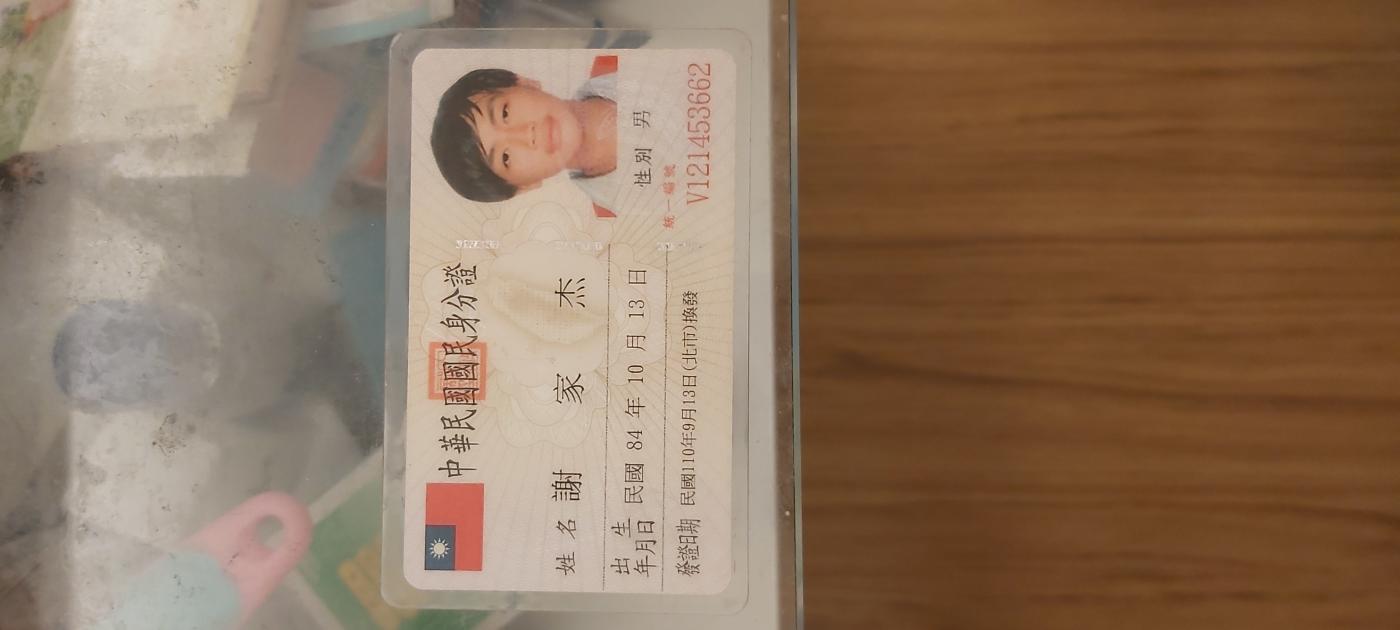 中華民國國民身分證
姓名 謝家杰
出生年月日 民國 84 年 10 月 13 日
性別 男
發證日期 民國110年9月13日(北市)換發
統一編號
V121453662